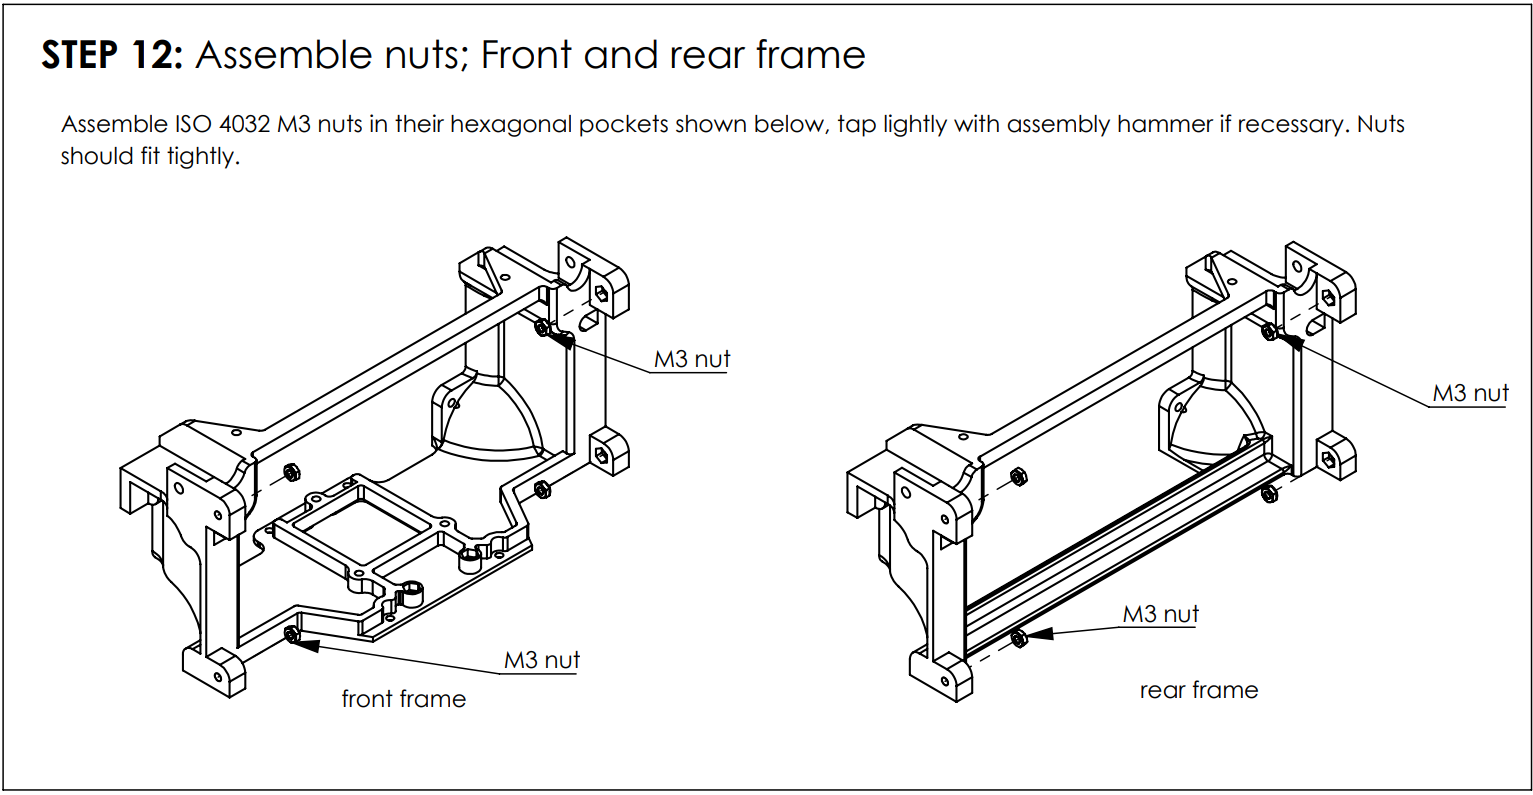 STEP 12: Assemble nuts; Front and rear frame
Assemble ISO 4032 M3 nuts in their hexagonal pockets shown below, tap lightly with assembly hammer if recessary. Nuts
should fit tightly.
M3 nut
M3 nut
M3 nut
M3 nut
front frame
rear frame